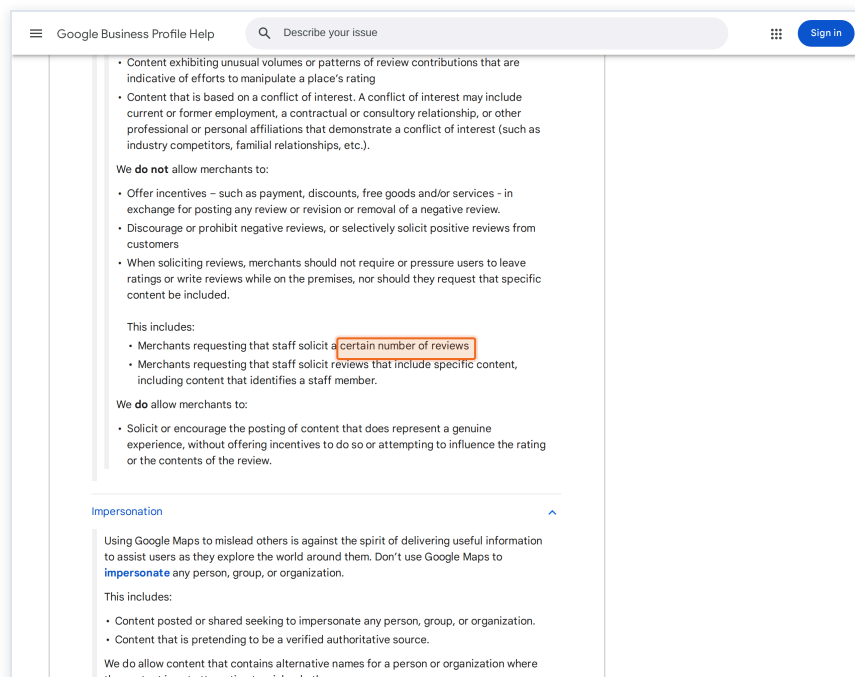 Google Business Profile Help
Describe your issue
Sign in
• Content exhibiting unusual volumes or patterns of review contributions that are
indicative of efforts to manipulate a place's rating
• Content that is based on a conflict of interest. A conflict of interest may include
current or former employment, a contractual or consultory relationship, or other
professional or personal affiliations that demonstrate a conflict of interest (such as
industry competitors, familial relationships, etc.).
We do not allow merchants to:
• Offer incentives – such as payment, discounts, free goods and/or services - in
exchange for posting any review or revision or removal of a negative review.
• Discourage or prohibit negative reviews, or selectively solicit positive reviews from
customers
• When soliciting reviews, merchants should not require or pressure users to leave
ratings or write reviews while on the premises, nor should they request that specific
content be included.
This includes:
• Merchants requesting that staff solicit a certain number of reviews
• Merchants requesting that staff solicit reviews that include specific content,
including content that identifies a staff member.
We do allow merchants to:
• Solicit or encourage the posting of content that does represent a genuine
experience, without offering incentives to do so or attempting to influence the rating
or the contents of the review.
Impersonation
Using Google Maps to mislead others is against the spirit of delivering useful information
to assist users as they explore the world around them. Don't use Google Maps to
impersonate any person, group, or organization.
This includes:
• Content posted or shared seeking to impersonate any person, group, or organization.
• Content that is pretending to be a verified authoritative source.
We do allow content that contains alternative names for a person or organization where